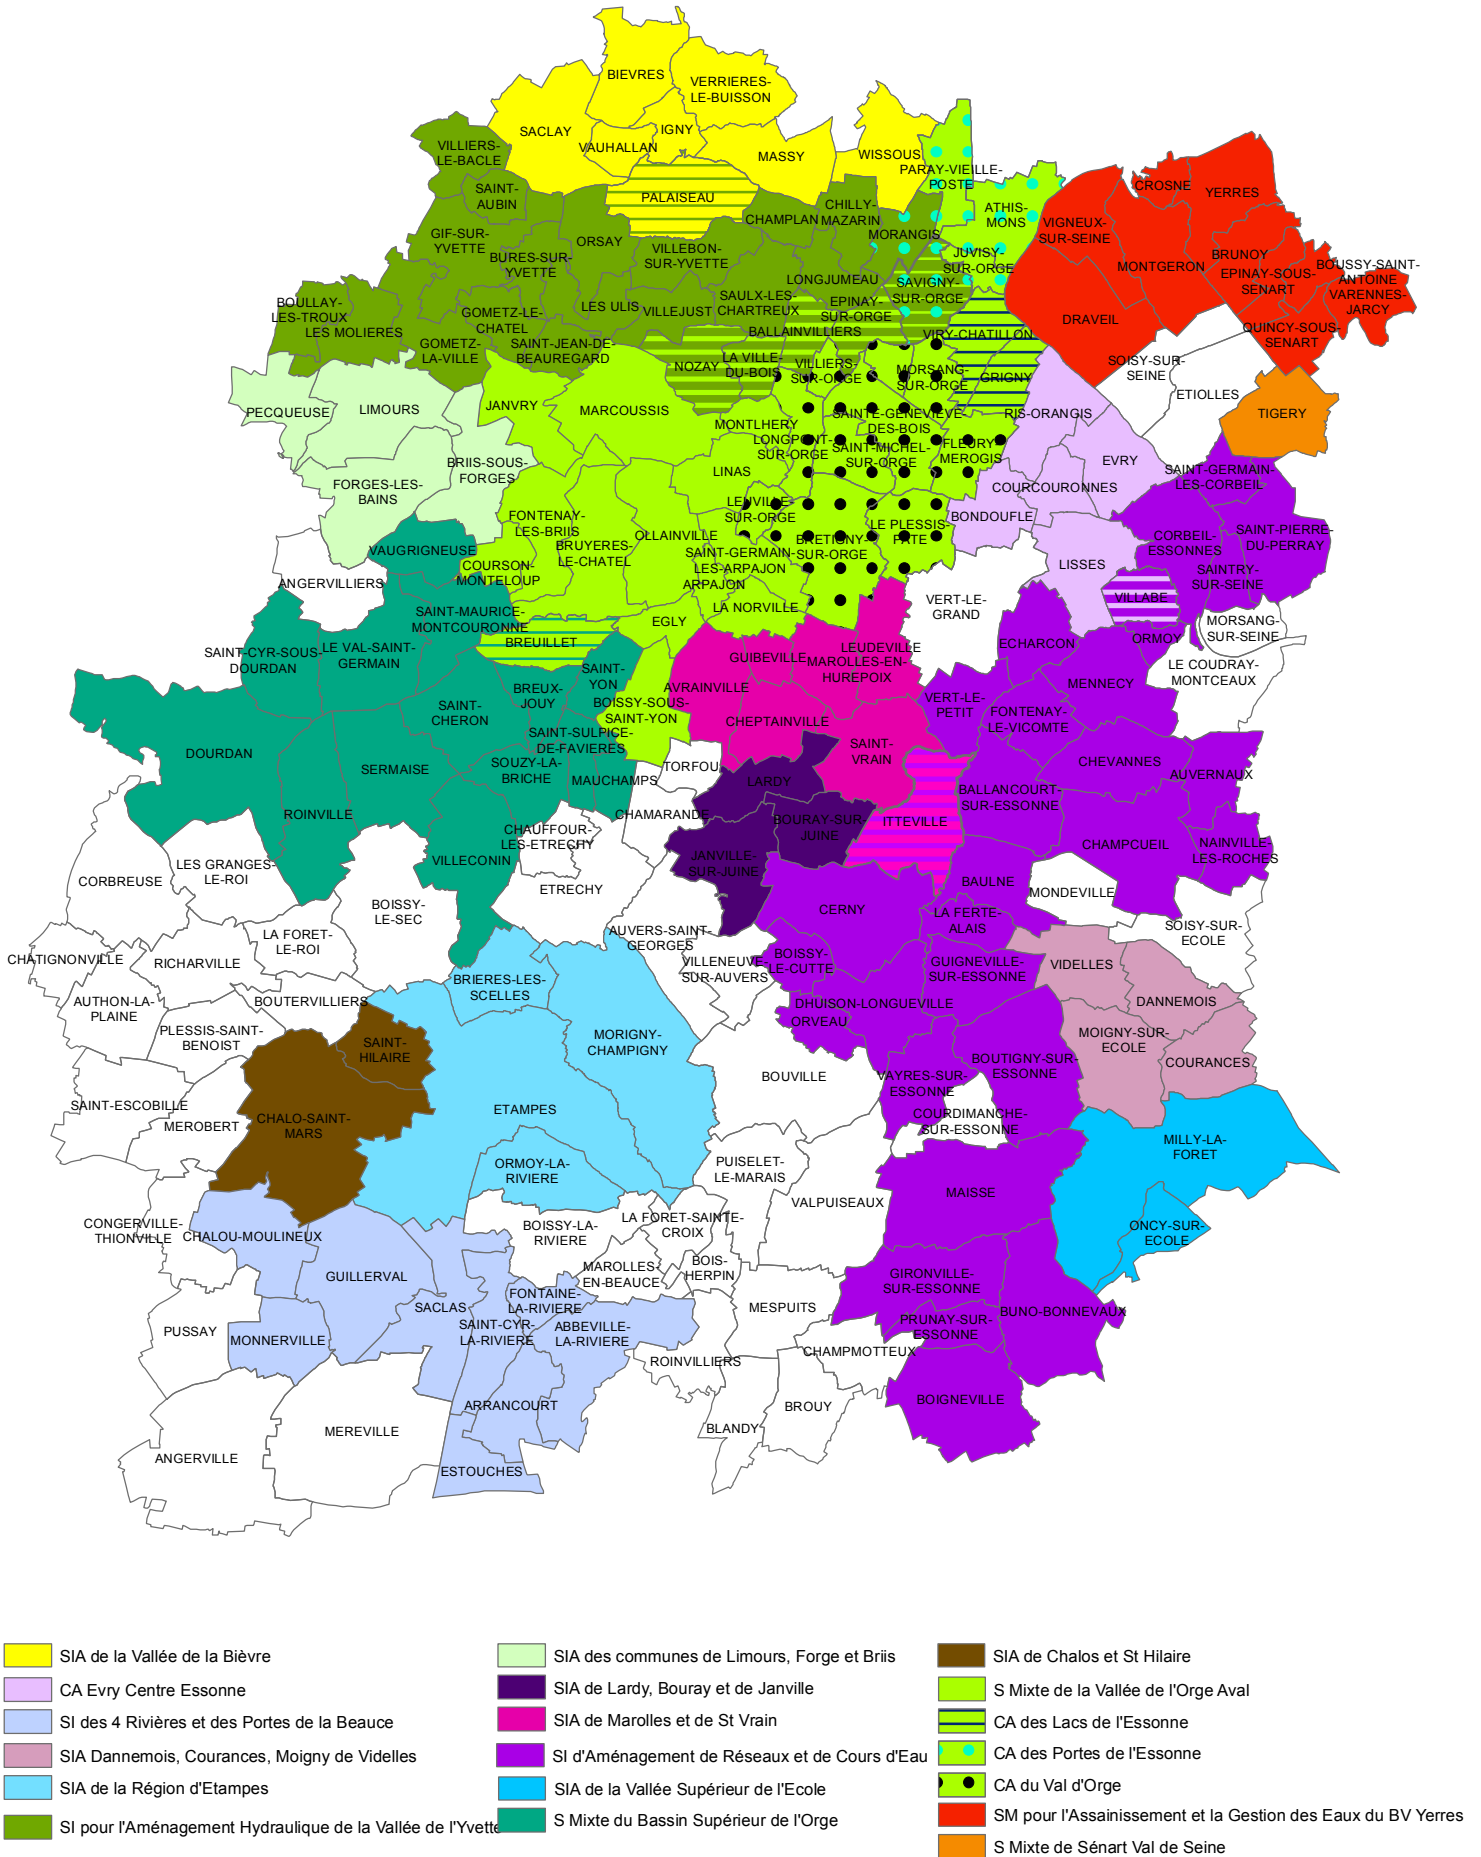 BIEVRES
VERRIERES-
LE-BUISSON
SACLAY
IGNY
VAUHALLAN
MASSY
WISSOUS
VILLIERS-
LE-BACLE
PARAY-VIEILLE-
POSTE
PALAISEAU
SAINT-
AUBIN
CHAMPLAN
CHILLY-
MAZARIN
MORANGIS
ATHIS-
MONS
CROSNE
YERRES
VIGNEUX-
SUR-SEINE
GIF-SUR-
YVETTE
ORSAY
BURES-SUR-
YVETTE
VILLEBON-
SUR-YVETTE
JUVISY-
SUR-ORGE
MONTGERON
BRUNOY
EPINAY-SOUS-
SENART
BOUSSY-SAINT-
ANTOINE
VARENNES-
JARCY
LONGJUMEAU
SAVIGNY-
SUR-ORGE
BOULLAY-
LES-TROUX
LES MOLIERES
LES ULIS
VILLEJUST
SAULX-LES-
CHARTREUX
EPINAY-
SUR-ORGE
GOMETZ-LE-
CHATEL
DRAVEIL
QUINCY-SOUS-
SENART
BALLAINVILLIERS
VIRY-CHATILLON
GOMETZ-
LA-VILLE
SAINT-JEAN-DE-
BEAUREGARD
NOZAY
LA VILLE-
DU-BOIS
VILLIERS-
SUR-ORGE
MORSANG-
SUR-ORGE
GRIGNY
SOISY-SUR-
SEINE
ETIOLLES
TIGERY
PECQUEUSE
LIMOURS
JANVRY
MARCOUSSIS
MONTLHERY
SAINTE-GENEVIEVE-
DES-BOIS
RIS-ORANGIS
LONGPONT-
SUR-ORGE
SAINT-MICHEL-
SUR-ORGE
FLEURY-
MEROGIS
BRIIS-SOUS-
FORGES
LINAS
EVRY
SAINT-GERMAIN-
LES-CORBEIL
FORGES-LES-
BAINS
COURCOURONNES
LEUVILLE-
SUR-ORGE
BONDOUFLE
FONTENAY-
LES-BRIIS
OLLAINVILLE
BRETIGNY-
SUR-ORGE
LE PLESSIS-
PATE
CORBEIL-
ESSONNES
SAINT-PIERRE-
DU-PERRAY
VAUGRIGNEUSE
BRUYERES-
LE-CHATEL
SAINT-GERMAIN-
LES-ARPAJON
ARPAJON
LISSES
SAINTRY-
SUR-SEINE
ANGERVILLIERS
COURSON-
MONTELOUP
VILLABE
VERT-LE-
GRAND
SAINT-MAURICE-
MONTCOURONNE
LA NORVILLE
EGLY
MORSANG-
SUR-SEINE
BREUILLET
ECHARCON
ORMOY
SAINT-CYR-SOUS-
DOURDAN
LE VAL-SAINT-
GERMAIN
GUIBEVILLE
LEUDEVILLE
MAROLLES-EN-
HUREPOIX
LE COUDRAY-
MONTCEAUX
SAINT-
YON
AVRAINVILLE
MENNECY
BREUX-
JOUY
BOISSY-SOUS-
SAINT-YON
VERT-LE-
PETIT
FONTENAY-
LE-VICOMTE
SAINT-
CHERON
CHEPTAINVILLE
SAINT-SULPICE-
DE-FAVIERES
SAINT-
VRAIN
DOURDAN
SERMAISE
SOUZY-LA-
BRICHE
MAUCHAMPS
TORFOU
LARDY
CHEVANNES
AUVERNAUX
BALLANCOURT-
SUR-ESSONNE
ROINVILLE
CHAMARANDE
BOURAY-SUR-
JUINE
ITTEVILLE
CHAUFFOUR-
LES-ETRECHY
CHAMPCUEIL
NAINVILLE-
LES-ROCHES
VILLECONIN
JANVILLE-
SUR-JUINE
LES GRANGES-
LE-ROI
CORBREUSE
ETRECHY
BAULNE
MONDEVILLE
BOISSY-
LE-SEC
CERNY
LA FERTE-
ALAIS
SOISY-SUR-
ECOLE
LA FORET-
LE-ROI
AUVERS-SAINT-
GEORGES
CHATIGNONVILLE
RICHARVILLE
VILLENEUVE-
SUR-AUVERS
BOISSY-
LE-CUTTE
GUIGNEVILLE-
SUR-ESSONNE
VIDELLES
BRIERES-LES-
SCELLES
AUTHON-LA-
PLAINE
BOUTERVILLIERS
DHUISON-LONGUEVILLE
DANNEMOIS
PLESSIS-SAINT-
BENOIST
ORVEAU
MORIGNY-
CHAMPIGNY
MOIGNY-SUR-
ECOLE
SAINT-
HILAIRE
BOUTIGNY-SUR-
ESSONNE
COURANCES
BOUVILLE
VAYRES-SUR-
ESSONNE
SAINT-ESCOBILLE
MEROBERT
CHALO-SAINT-
MARS
ETAMPES
COURDIMANCHE-
SUR-ESSONNE
MILLY-LA-
FORET
ORMOY-LA-
RIVIERE
PUISELET-
LE-MARAIS
MAISSE
VALPUISEAUX
CONGERVILLE-
THIONVILLE
CHALOU-MOULINEUX
BOISSY-LA-
RIVIERE
LA FORET-SAINTE-
CROIX
ONCY-SUR-
ECOLE
GUILLERVAL
MAROLLES-
EN-BEAUCE
BOIS-
HERPIN
GIRONVILLE-
SUR-ESSONNE
FONTAINE-
LA-RIVIERE
SACLAS
MESPUITS
BUNO-BONNEVAUX
PUSSAY
MONNERVILLE
SAINT-CYR-
LA-RIVIERE
ABBEVILLE-
LA-RIVIERE
PRUNAY-SUR-
ESSONNE
CHAMPMOTTEUX
ROINVILLIERS
ARRANCOURT
BROUY
BOIGNEVILLE
MEREVILLE
BLANDY
ANGERVILLE
ESTOUCHES
SIA de la Vallée de la Bièvre
CA Evry Centre Essonne
SI des 4 Rivières et des Portes de la Beauce
SIA Dannemois, Courances, Moigny de Videlles
SIA de la Région d'Etampes
SI pour l'Aménagement Hydraulique de la Vallée de l'Yvette
SIA des communes de Limours, Forge et Briis
SIA de Lardy, Bouray et de Janville
SIA de Marolles et de St Vrain
SI d'Aménagement de Réseaux et de Cours d'Eau
SIA de la Vallée Supérieur de l'Ecole
S Mixte du Bassin Supérieur de l'Orge
SIA de Chalos et St Hilaire
S Mixte de la Vallée de l'Orge Aval
CA des Lacs de l'Essonne
CA des Portes de l'Essonne
CA du Val d'Orge
SM pour l'Assainissement et la Gestion des Eaux du BV Yerres
S Mixte de Sénart Val de Seine